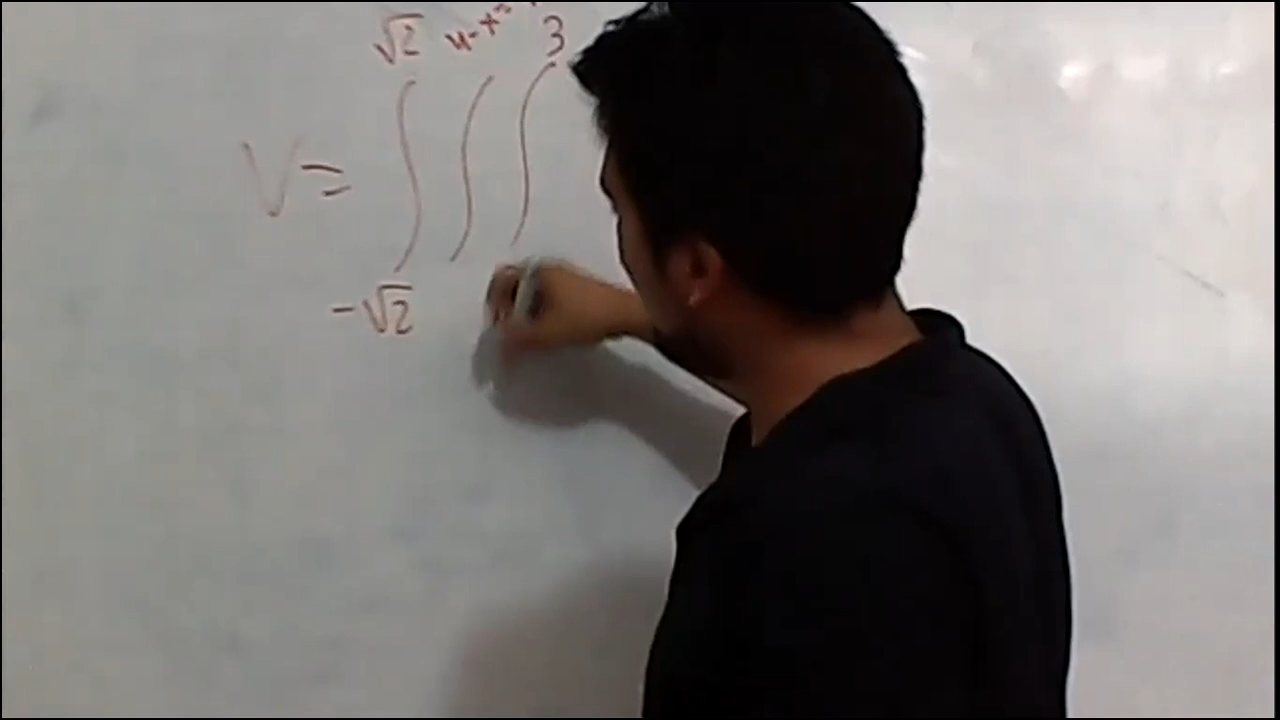 √2 4-x² 3
V = ∫ ∫ ∫
-√2